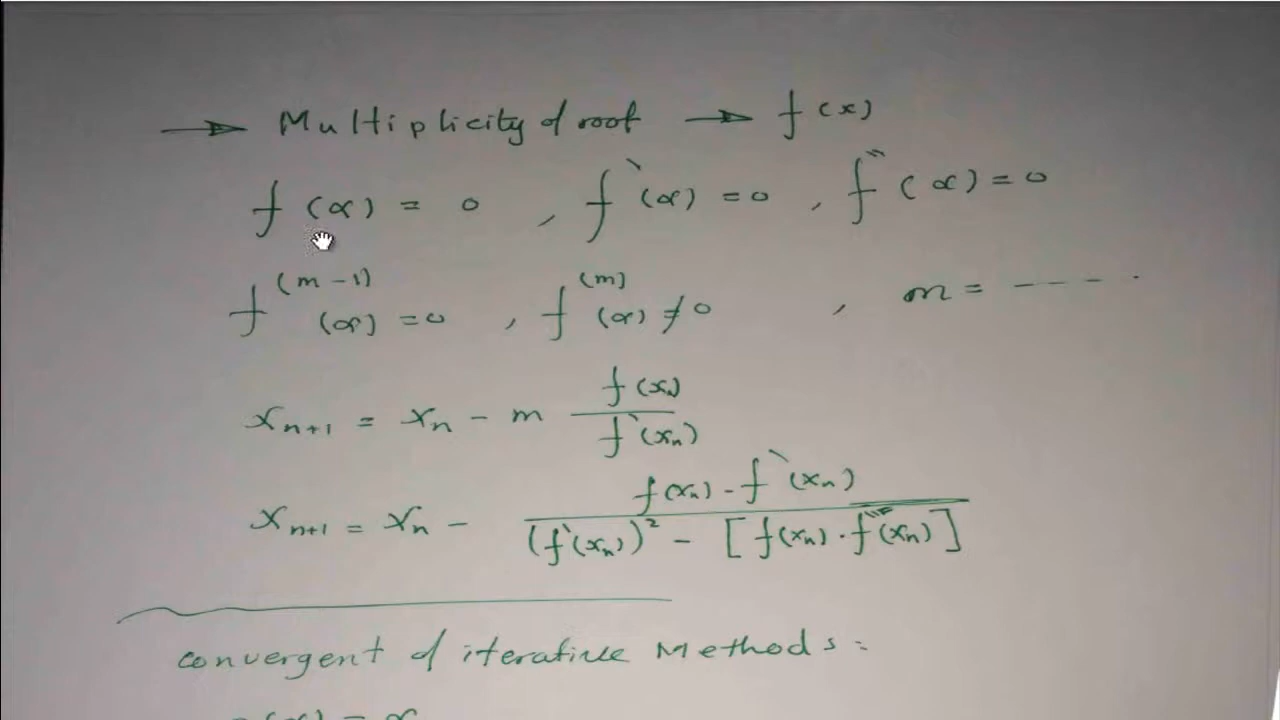 → Multiplicity of root → f(x)
f(α) = 0 , f`(α) = 0 , f``(α) = 0
f^(m-1)(α) = 0 , f^(m)(α) ≠ 0 , m = - - - - .
x_{n+1} = x_n - m f(x_n) / f`(x_n)
x_{n+1} = x_n - f(x_n) - f`(x_n) / (f`(x_n))^2 - [f(x_n) . f``(x_n)]
convergent of iterative Methods :